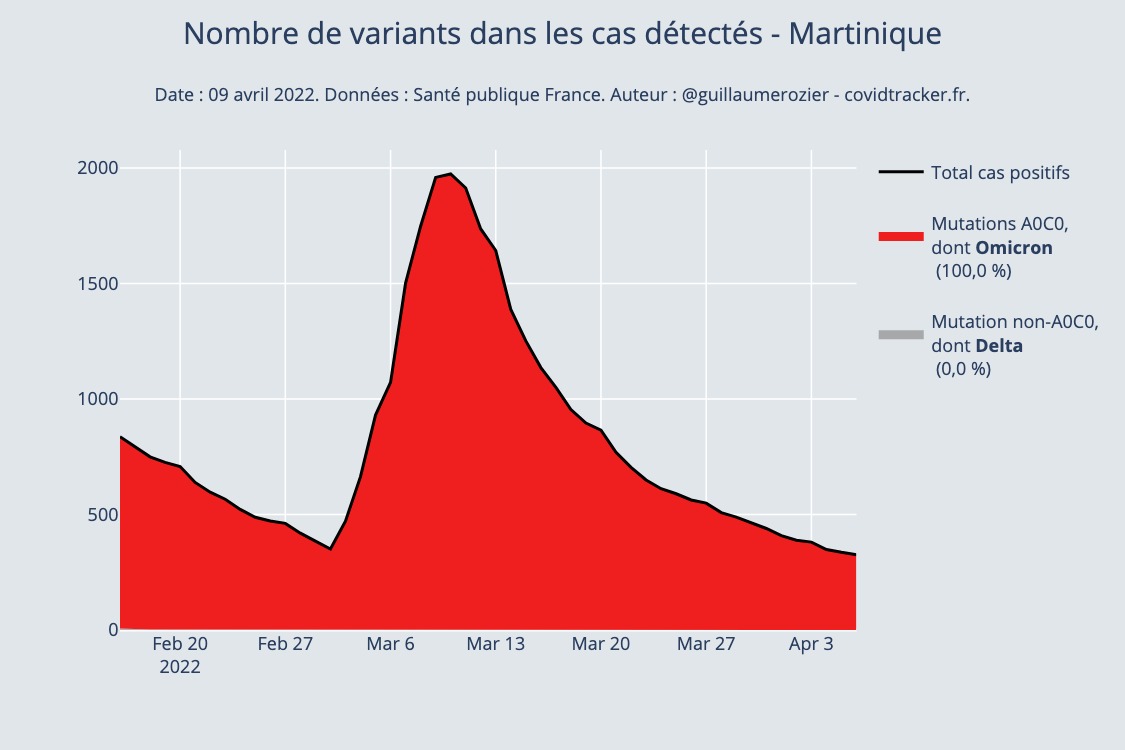 Nombre de variants dans les cas détectés - Martinique
Date : 09 avril 2022. Données : Santé publique France. Auteur : @guillaumerozier - covidtracker.fr.
2000
1500
1000
500
0
Feb 20
2022
Feb 27
Mar 6
Mar 13
Mar 20
Mar 27
Apr 3
Total cas positifs
Mutations A0C0,
dont Omicron
(100,0 %)
Mutation non-A0C0,
dont Delta
(0,0 %)